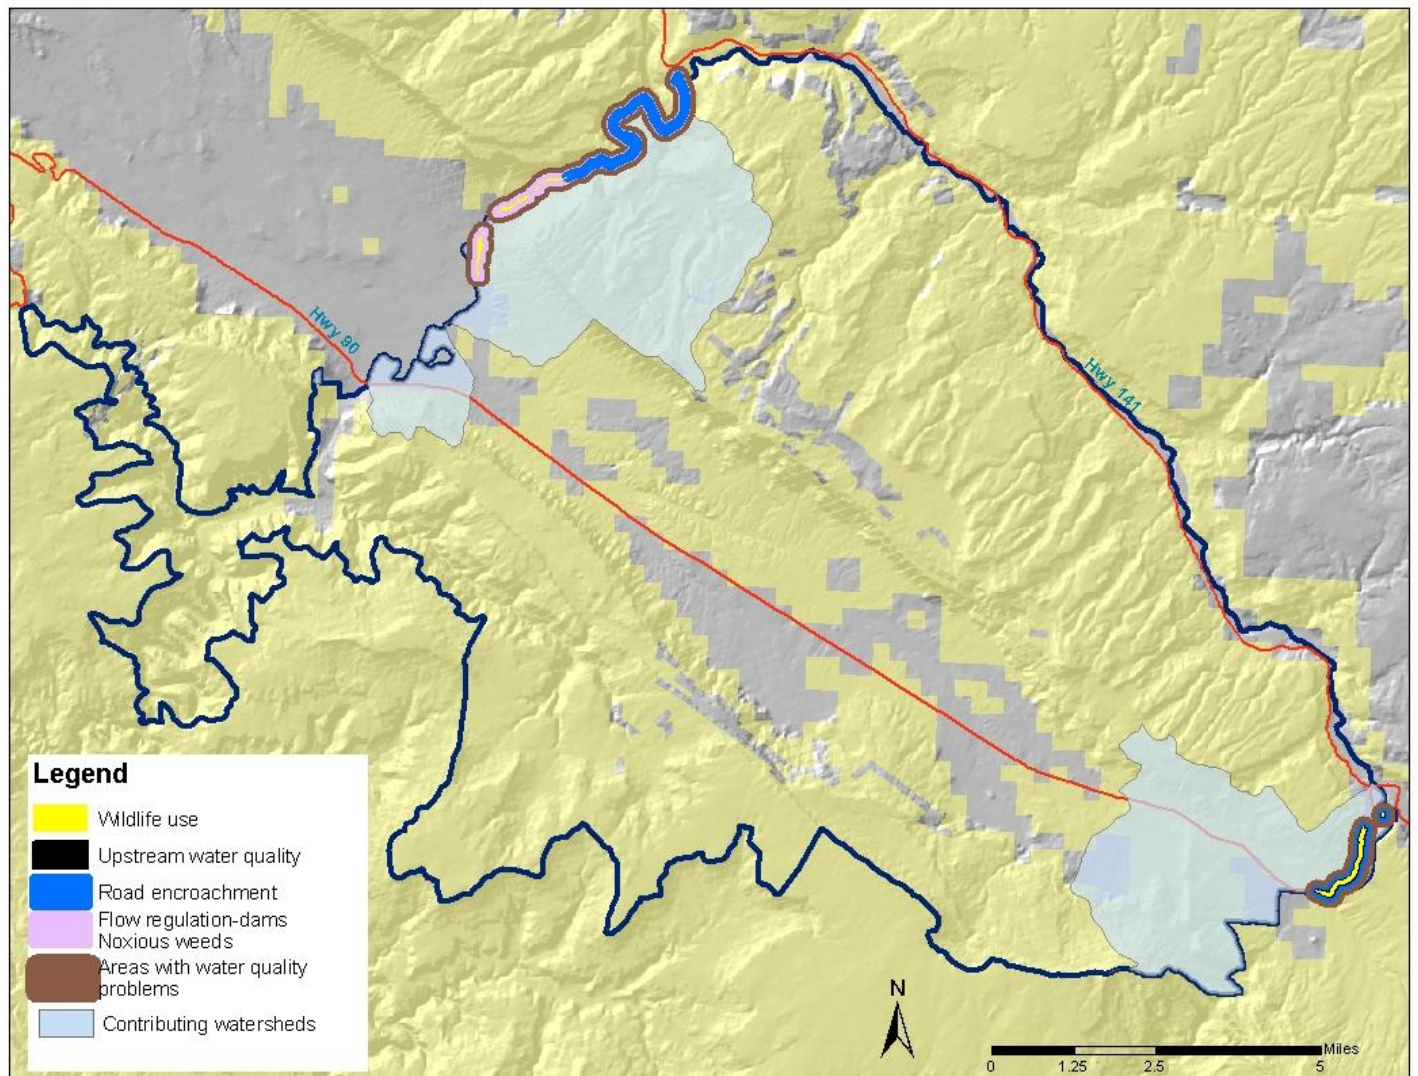 Hwy 90
Hwy 141
Legend
Wildlife use
Upstream water quality
Road encroachment
Flow regulation-dams
Noxious weeds
Areas with water quality
problems
Contributing watersheds
N
Miles
0 1.25 2.5 5